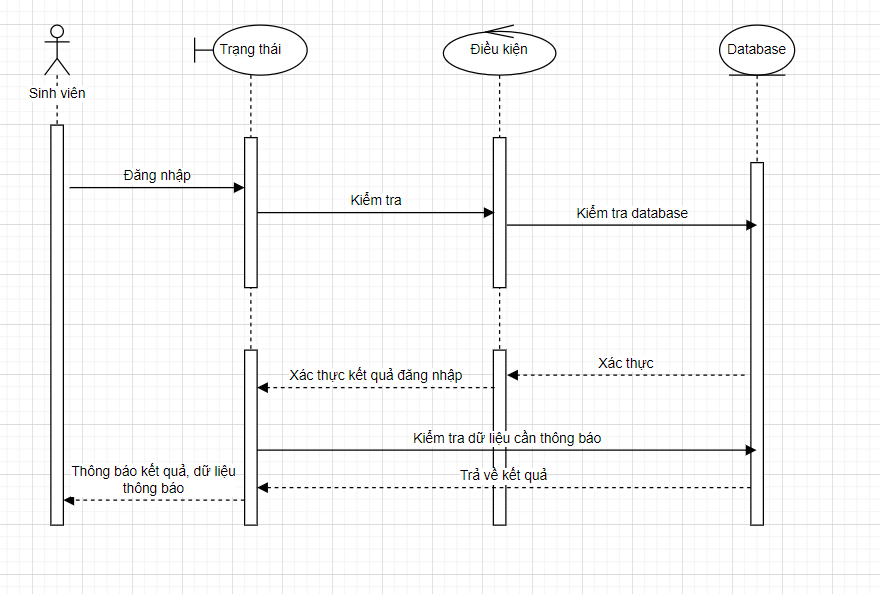 Trạng thái
Điều kiện
Database
Sinh viên
Đăng nhập
Kiểm tra
Kiểm tra database
Xác thực
Xác thực kết quả đăng nhập
Kiểm tra dữ liệu cần thông báo
Thông báo kết quả, dữ liệu
thông báo
Trả về kết quả